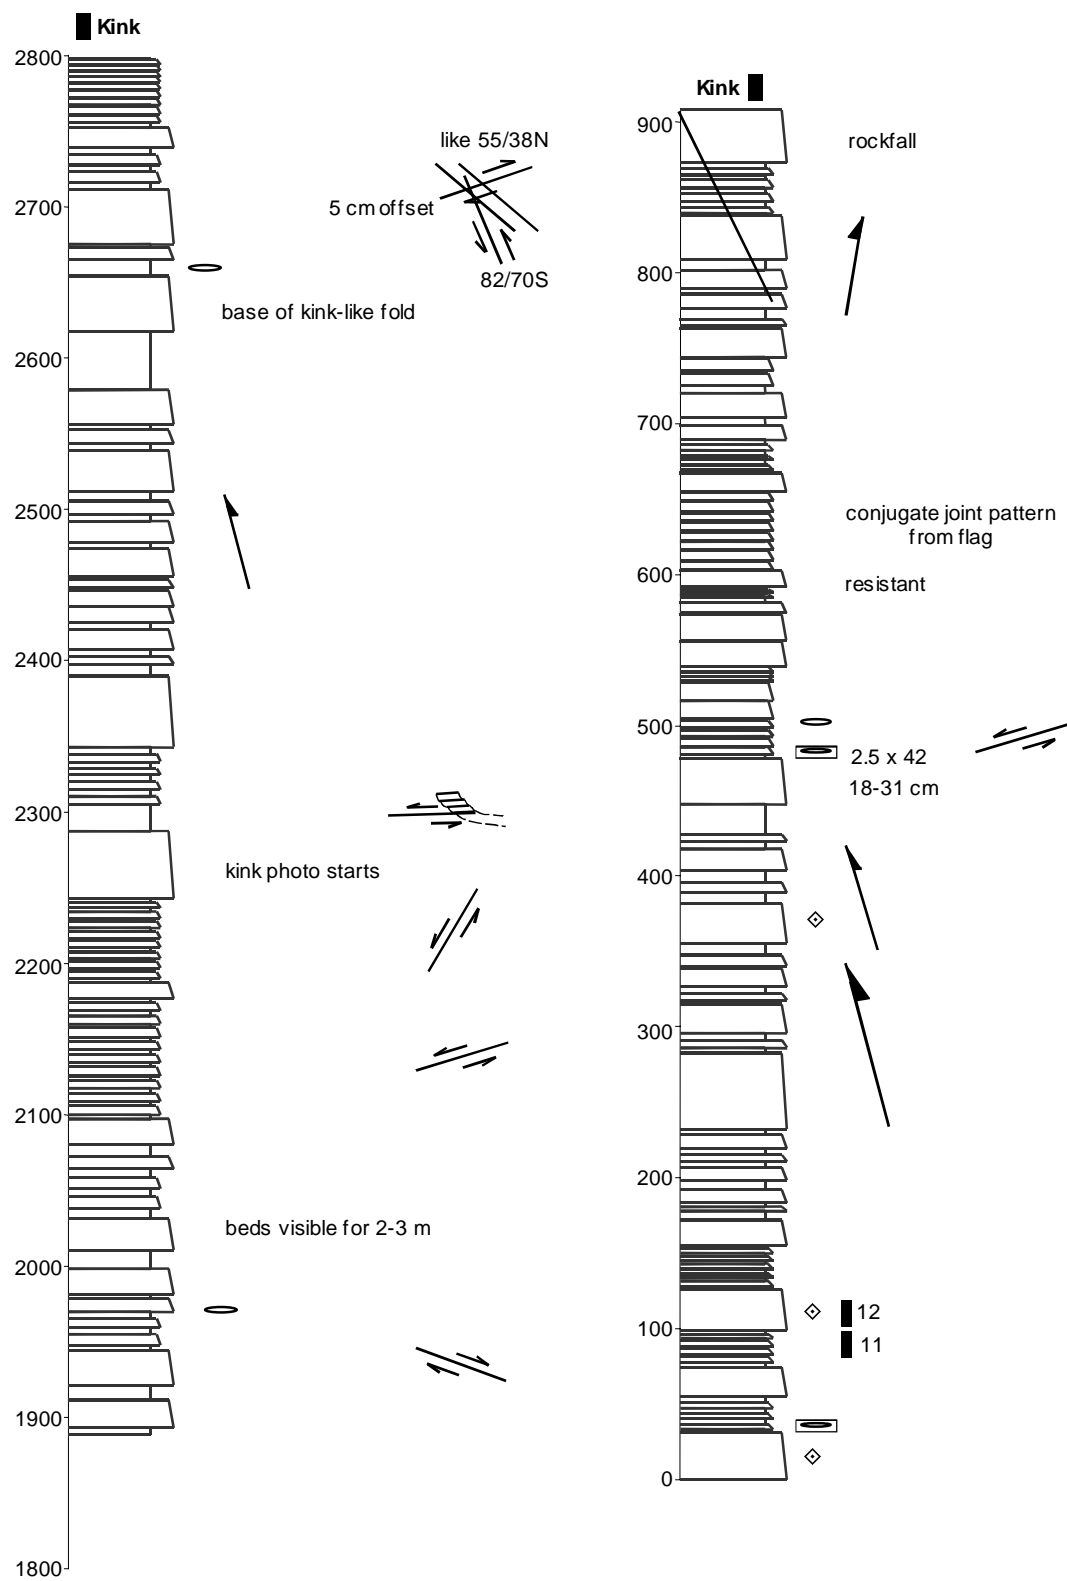 Kink
2800
2700
2600
2500
2400
2300
2200
2100
2000
1900
1800
like 55/38N
5 cm offset
82/70S
base of kink-like fold
kink photo starts
beds visible for 2-3 m
Kink
900
800
700
600
500
400
300
200
100
0
rockfall
conjugate joint pattern
from flag
resistant
2.5 x 42
18-31 cm
12
11